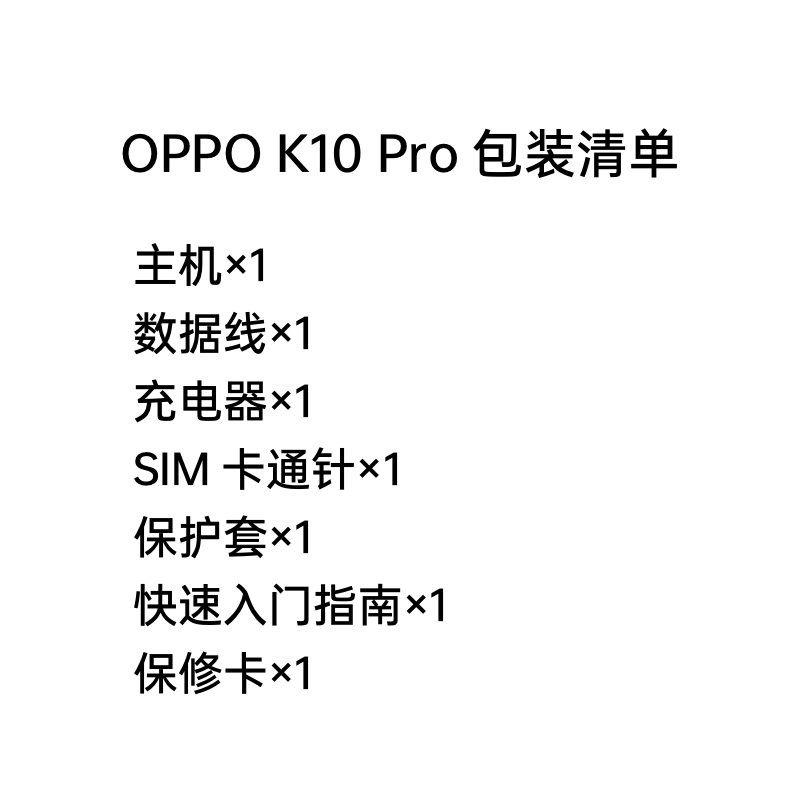 OPPO K10 Pro 包装清单
主机×1
数据线×1
充电器×1
SIM 卡通针×1
保护套×1
快速入门指南×1
保修卡×1